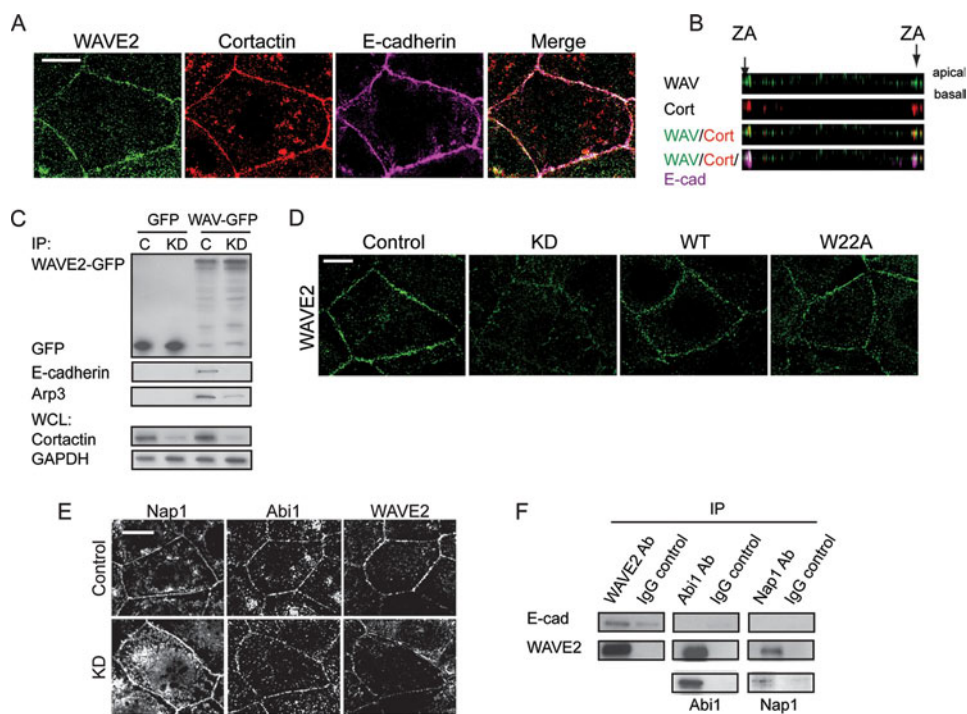 A
WAVE2 Cortactin E-cadherin Merge
B
ZA ZA
WAV
Cort
WAV/Cort
WAV/Cort/
E-cad
apical
basall
C
GFP WAV-GFP
IP: C KD C KD
WAVE2-GFP
GFP
E-cadherin
Arp3
WCL:
Cortactin
GAPDH
D
Control KD WT W22A
WAVE2
E
Nap1 Abi1 WAVE2
Control
KD
F
IP
WAVE2 Ab IgG control Abi1 Ab IgG control Nap1 Ab IgG control
E-cad
WAVE2
Abi1 Nap1